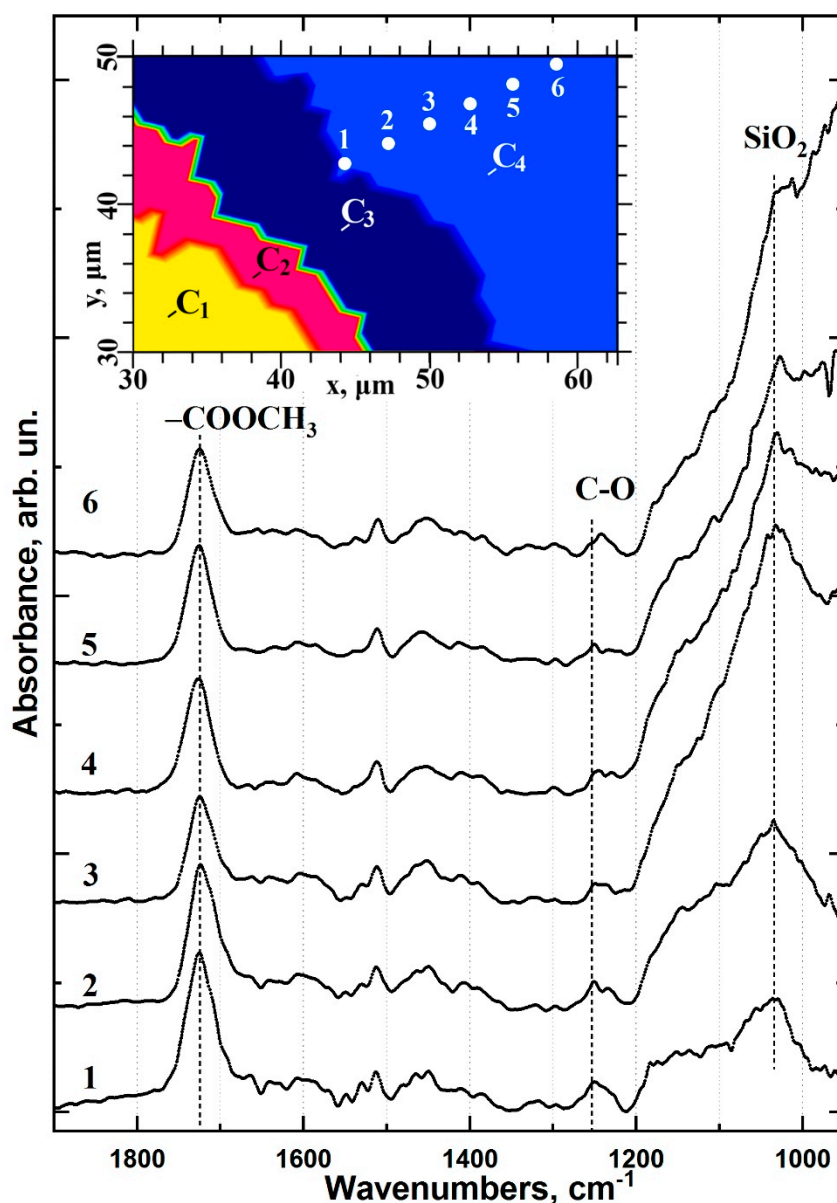 50
40
30
y, µm
30 40 50 60
x, µm
1
2
3
4
5
6
C₁
C₂
C₃
C₄
SiO₂
–COOCH₃
C-O
6
5
4
3
2
1
Absorbance, arb. un.
1800 1600 1400 1200 1000
Wavenumbers, cm⁻¹